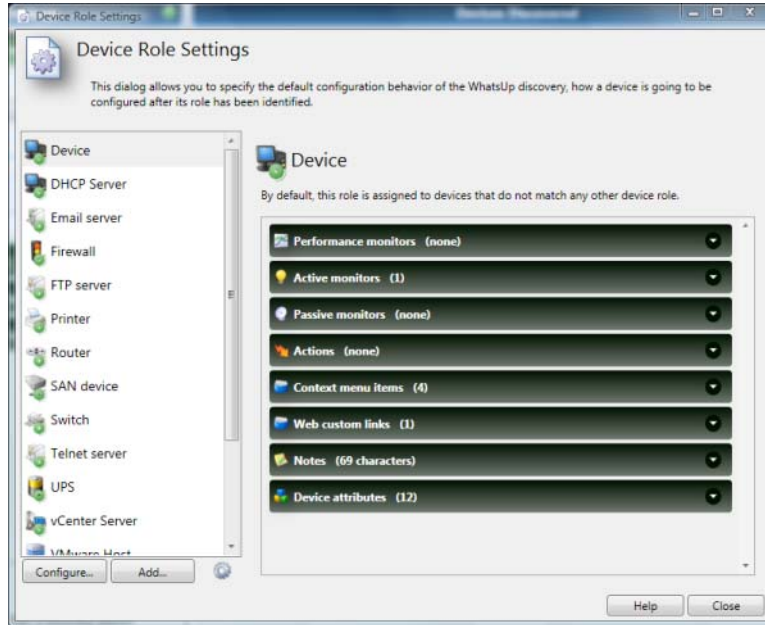 Device Role Settings
Devices Discovered
Device Role Settings
This dialog allows you to specify the default configuration behavior of the WhatsUp discovery, how a device is going to be
configured after its role has been identified.
Device
DHCP Server
Email server
Firewall
FTP server
Printer
Router
SAN device
Switch
Telnet server
UPS
vCenter Server
VMware Host
Configure...
Add...
Device
By default, this role is assigned to devices that do not match any other device role.
Performance monitors (none)
Active monitors (1)
Passive monitors (none)
Actions (none)
Context menu items (4)
Web custom links (1)
Notes (69 characters)
Device attributes (12)
Help
Close